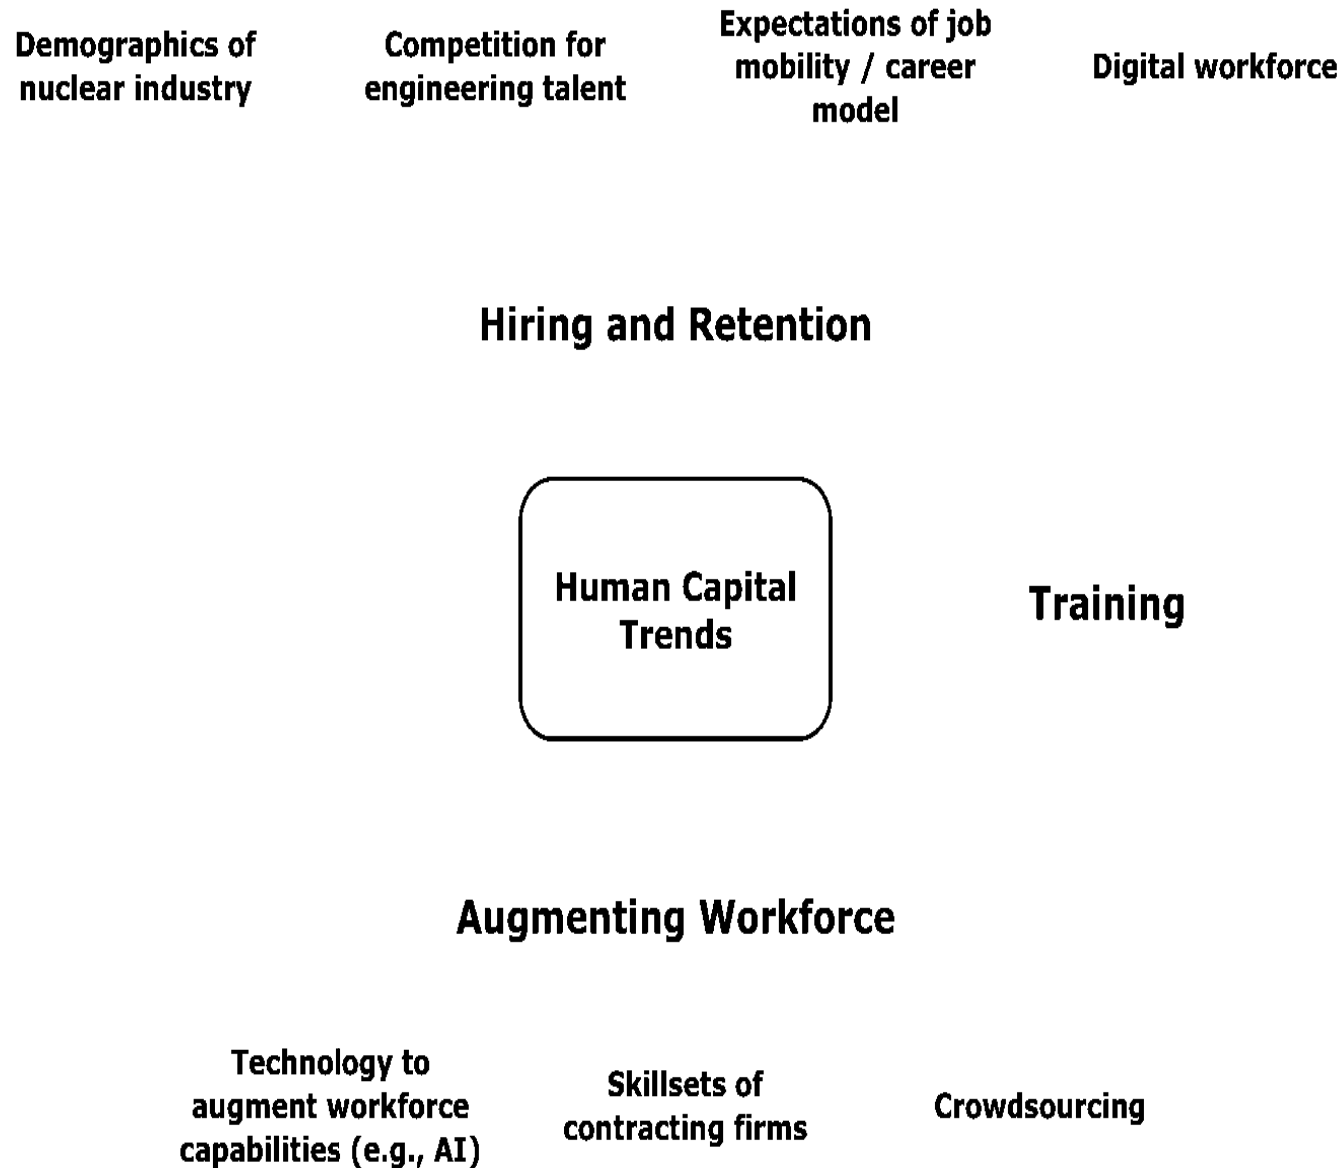 Demographics of
nuclear industry
Competition for
engineering talent
Expectations of job
mobility / career
model
Digital workforce
Hiring and Retention
Human Capital
Trends
Training
Augmenting Workforce
Technology to
augment workforce
capabilities (e.g., AI)
Skillsets of
contracting firms
Crowdsourcing